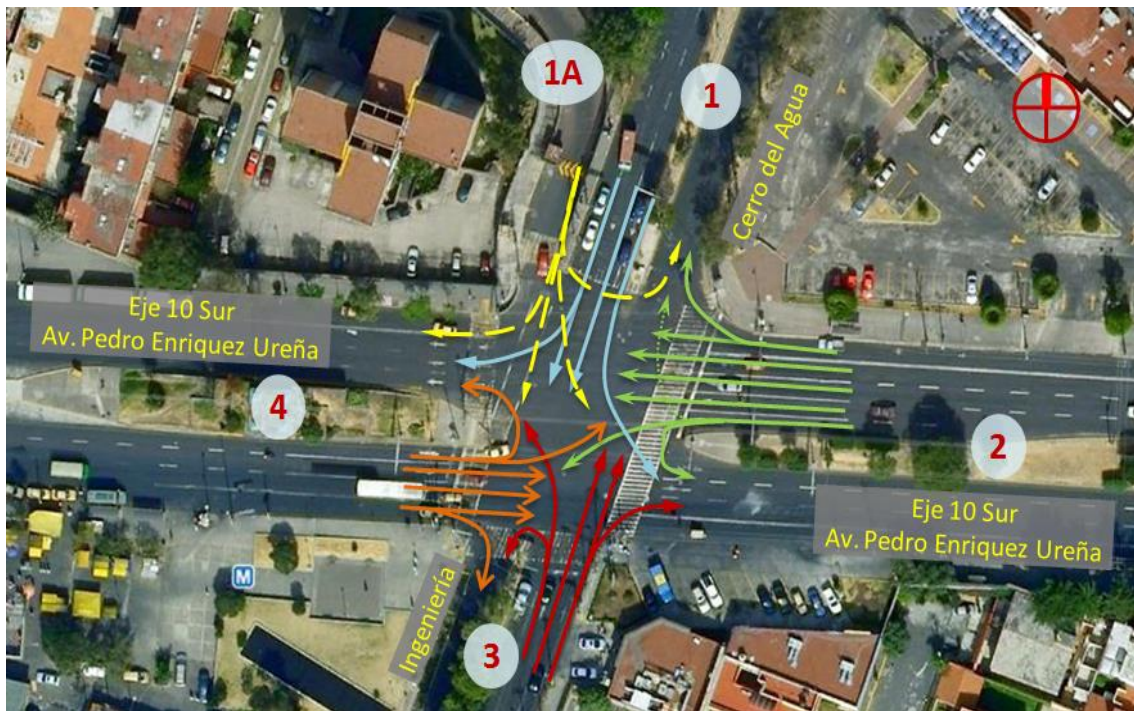 1A
1
Cerro del Agua
Eje 10 Sur
Av. Pedro Enriquez Ureña
4
2
Eje 10 Sur
Av. Pedro Enriquez Ureña
M
Ingeniería
3